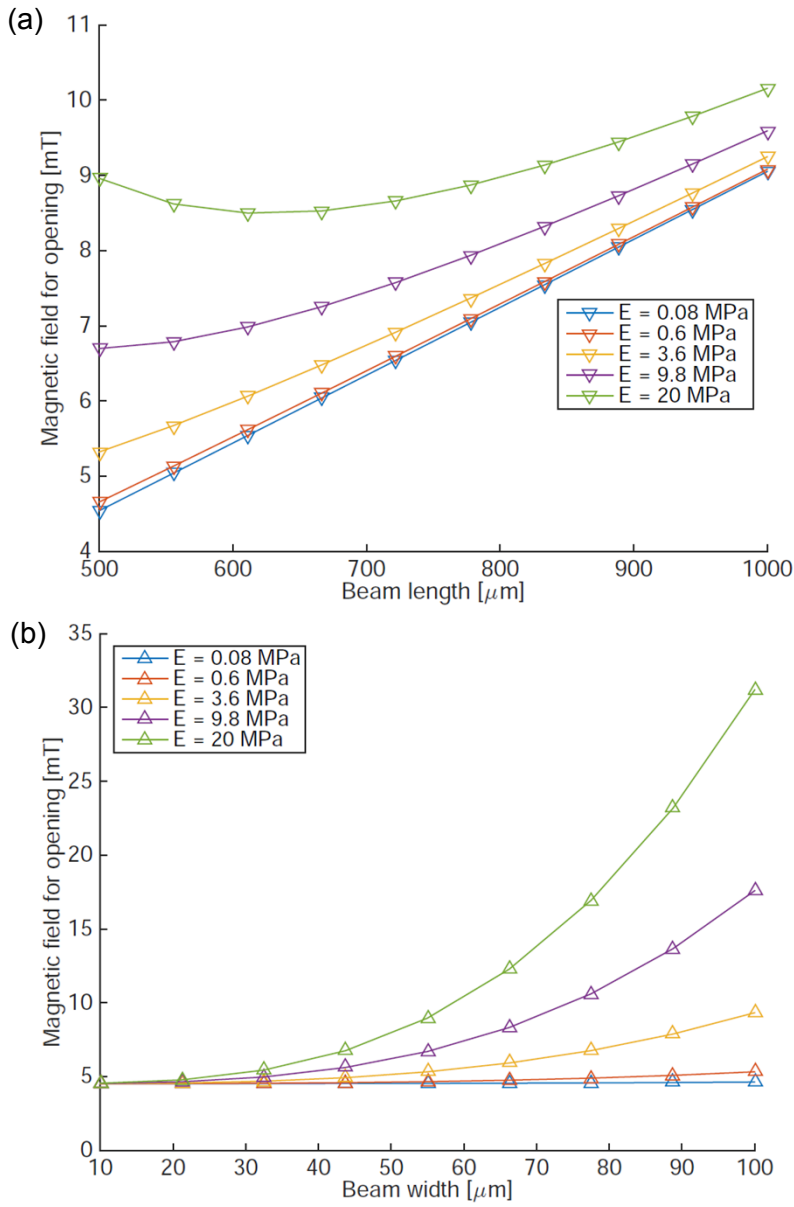 (a)
11
10
9
8
7
6
5
4
Magnetic field for opening [mT]
E = 0.08 MPa
E = 0.6 MPa
E = 3.6 MPa
E = 9.8 MPa
E = 20 MPa
500 600 700 800 900 1000
Beam length [μm]
(b)
35
30
25
20
15
10
5
0
Magnetic field for opening [mT]
E = 0.08 MPa
E = 0.6 MPa
E = 3.6 MPa
E = 9.8 MPa
E = 20 MPa
10 20 30 40 50 60 70 80 90 100
Beam width [μm]